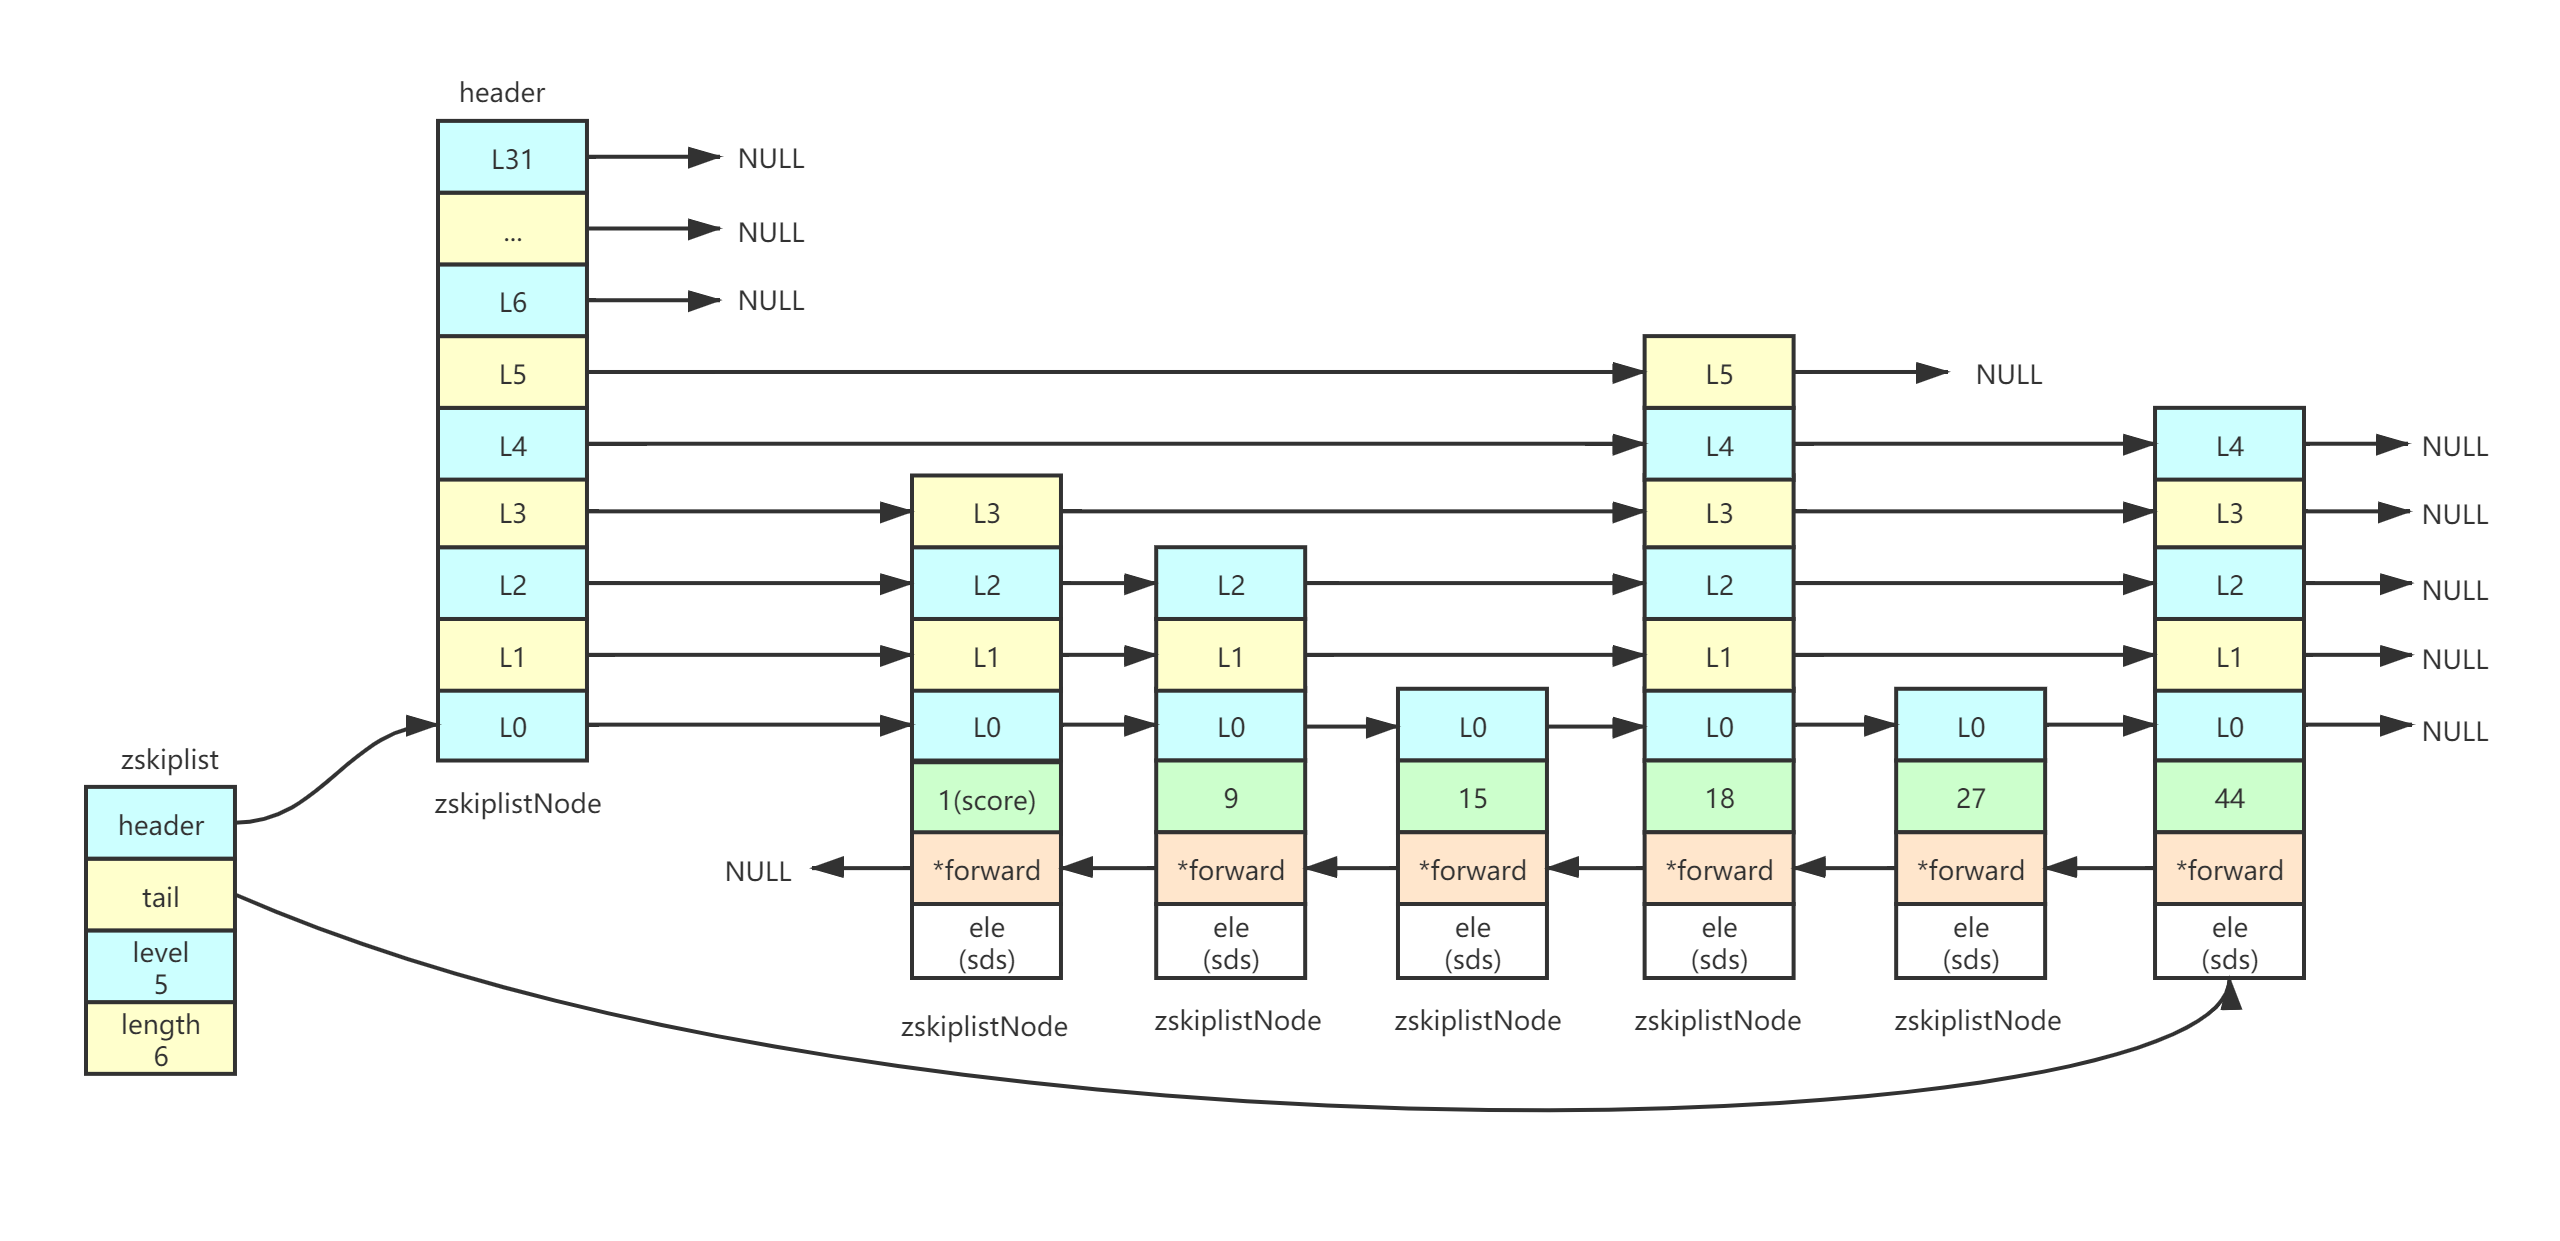 header
L31
NULL
...
NULL
L6
NULL
L5
L5
NULL
L4
L4
L4
NULL
L3
L3
L3
L3
NULL
L2
L2
L2
L2
L2
NULL
L1
L1
L1
L1
L1
NULL
L0
L0
L0
L0
L0
L0
L0
NULL
zskiplist
zskiplistNode
header
tail
level
5
length
6
1(score)
9
15
18
27
44
NULL
*forward
*forward
*forward
*forward
*forward
*forward
ele
(sds)
ele
(sds)
ele
(sds)
ele
(sds)
ele
(sds)
ele
(sds)
zskiplistNode
zskiplistNode
zskiplistNode
zskiplistNode
zskiplistNode